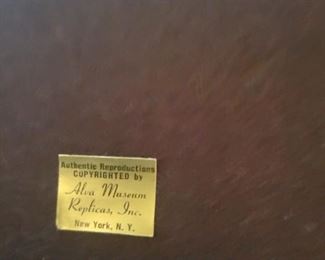 Authentic Reproductions
COPYRIGHTED by
Alva Museum
Replicas, Inc.
New York, N. Y.